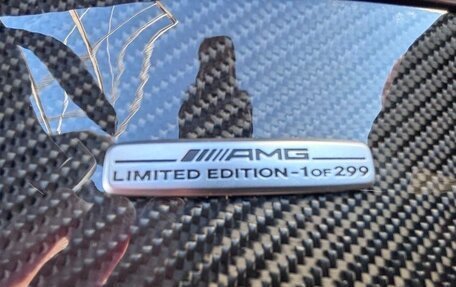 AMG
LIMITED EDITION-1 OF 299